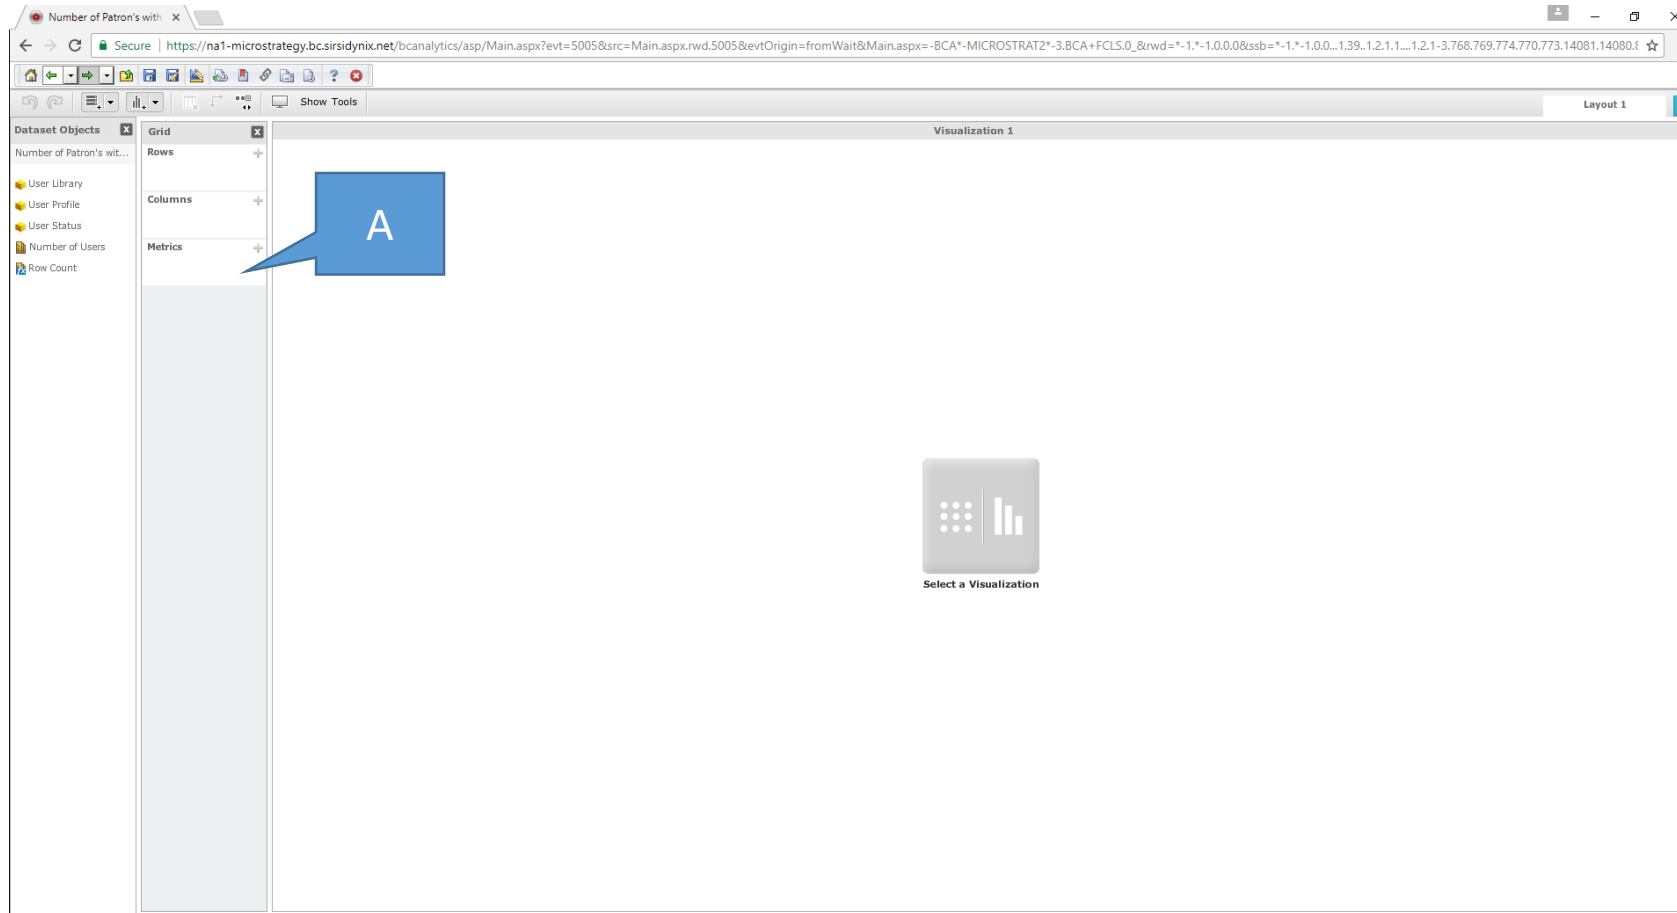 Number of Patron's with
Secure | https://na1-microstrategy.bc.sirsidynix.net/bcanalytics/asp/Main.aspx?evt=5005&src=Main.aspx.rwd.5005&evtOrigin=fromWait&Main.aspx=-BCA*-MICROSTRAT2*-3.BCA+FCLS.0_&rwd=*-1.*-1.0.0.0&ssb=*-1.*-1.0.0...1.39..1.2.1.1....1.2.1-3.768.769.774.770.773.14081.14080.8
Show Tools
Layout 1
Dataset Objects
Number of Patron's wit...
User Library
User Profile
User Status
Number of Users
Row Count
Grid
Rows
Columns
Metrics
A
Visualization 1
Select a Visualization